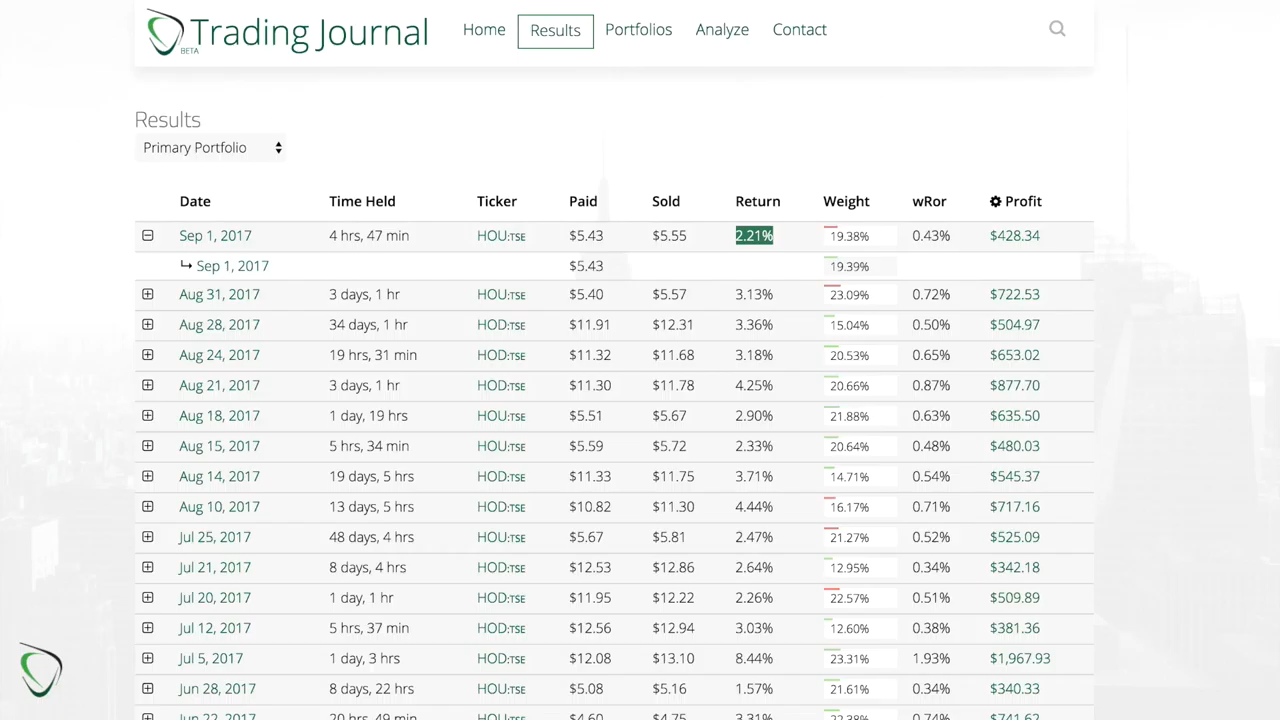 Trading Journal
BETA
Home Results Portfolios Analyze Contact
Results
Primary Portfolio
Date Time Held Ticker Paid Sold Return Weight wRor Profit
Sep 1, 2017 4 hrs, 47 min HOU:TSE $5.43 $5.55 2.21% 19.38% 0.43% $428.34
Sep 1, 2017 $5.43 19.39%
Aug 31, 2017 3 days, 1 hr HOU:TSE $5.40 $5.57 3.13% 23.09% 0.72% $722.53
Aug 28, 2017 34 days, 1 hr HOD:TSE $11.91 $12.31 3.36% 15.04% 0.50% $504.97
Aug 24, 2017 19 hrs, 31 min HOD:TSE $11.32 $11.68 3.18% 20.53% 0.65% $653.02
Aug 21, 2017 3 days, 1 hr HOD:TSE $11.30 $11.78 4.25% 20.66% 0.87% $877.70
Aug 18, 2017 1 day, 19 hrs HOU:TSE $5.51 $5.67 2.90% 21.88% 0.63% $635.50
Aug 15, 2017 5 hrs, 34 min HOU:TSE $5.59 $5.72 2.33% 20.64% 0.48% $480.03
Aug 14, 2017 19 days, 5 hrs HOD:TSE $11.33 $11.75 3.71% 14.71% 0.54% $545.37
Aug 10, 2017 13 days, 5 hrs HOD:TSE $10.82 $11.30 4.44% 16.17% 0.71% $717.16
Jul 25, 2017 48 days, 4 hrs HOU:TSE $5.67 $5.81 2.47% 21.27% 0.52% $525.09
Jul 21, 2017 8 days, 4 hrs HOD:TSE $12.53 $12.86 2.64% 12.95% 0.34% $342.18
Jul 20, 2017 1 day, 1 hr HOD:TSE $11.95 $12.22 2.26% 22.57% 0.51% $509.89
Jul 12, 2017 5 hrs, 37 min HOD:TSE $12.56 $12.94 3.03% 12.60% 0.38% $381.36
Jul 5, 2017 1 day, 3 hrs HOD:TSE $12.08 $13.10 8.44% 23.31% 1.93% $1,967.93
Jun 28, 2017 8 days, 22 hrs HOU:TSE $5.08 $5.16 1.57% 21.61% 0.34% $340.33